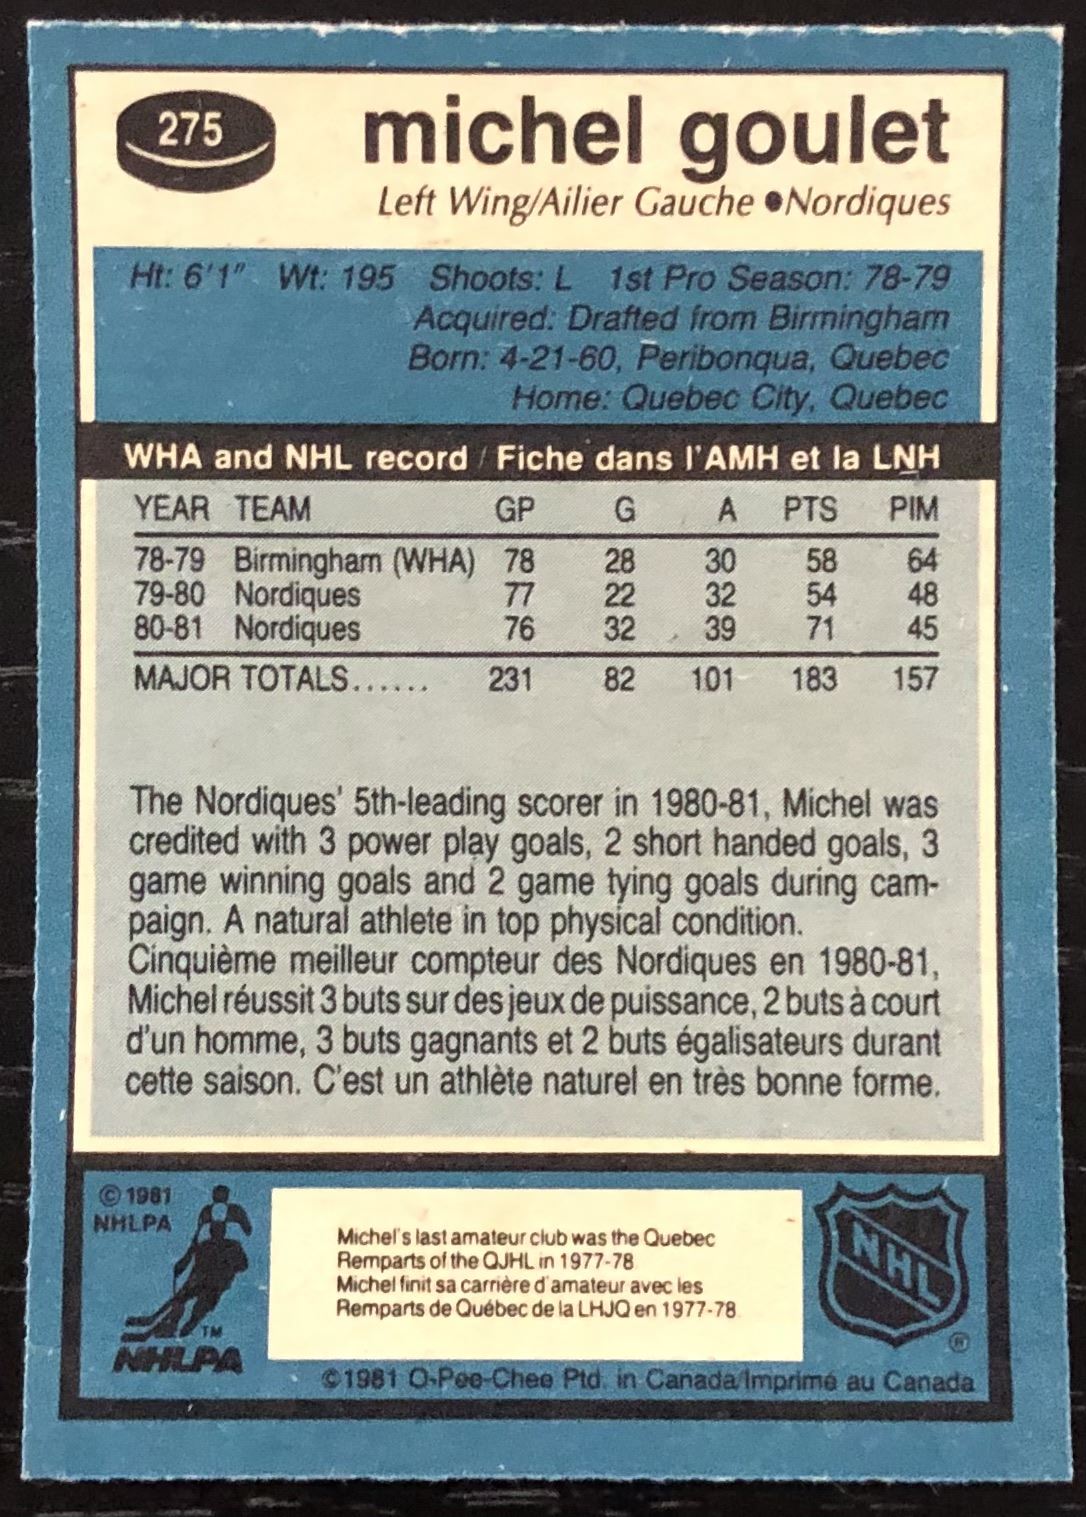 275
michel goulet
Left Wing/Ailier Gauche ●Nordiques
Ht: 6'1" Wt: 195 Shoots: L 1st Pro Season: 78-79
Acquired: Drafted from Birmingham
Born: 4-21-60, Peribonqua, Quebec
Home: Quebec City, Quebec
WHA and NHL record / Fiche dans l'AMH et la LNH
YEAR TEAM GP G A PTS PIM
78-79 Birmingham (WHA) 78 28 30 58 64
79-80 Nordiques 77 22 32 54 48
80-81 Nordiques 76 32 39 71 45
MAJOR TOTALS...... 231 82 101 183 157
The Nordiques' 5th-leading scorer in 1980-81, Michel was
credited with 3 power play goals, 2 short handed goals, 3
game winning goals and 2 game tying goals during cam-
paign. A natural athlete in top physical condition.
Cinquième meilleur compteur des Nordiques en 1980-81,
Michel réussit 3 buts sur des jeux de puissance, 2 buts à court
d'un homme, 3 buts gagnants et 2 buts égalisateurs durant
cette saison. C'est un athlète naturel en très bonne forme.
© 1981
NHLPA
TM
NHLPA
Michel's last amateur club was the Quebec
Remparts of the QJHL in 1977-78
Michel finit sa carrière d'amateur avec les
Remparts de Québec de la LHJQ en 1977-78
NHL
®
©1981 O-Pee-Chee Ptd. in Canada/Imprimé au Canada